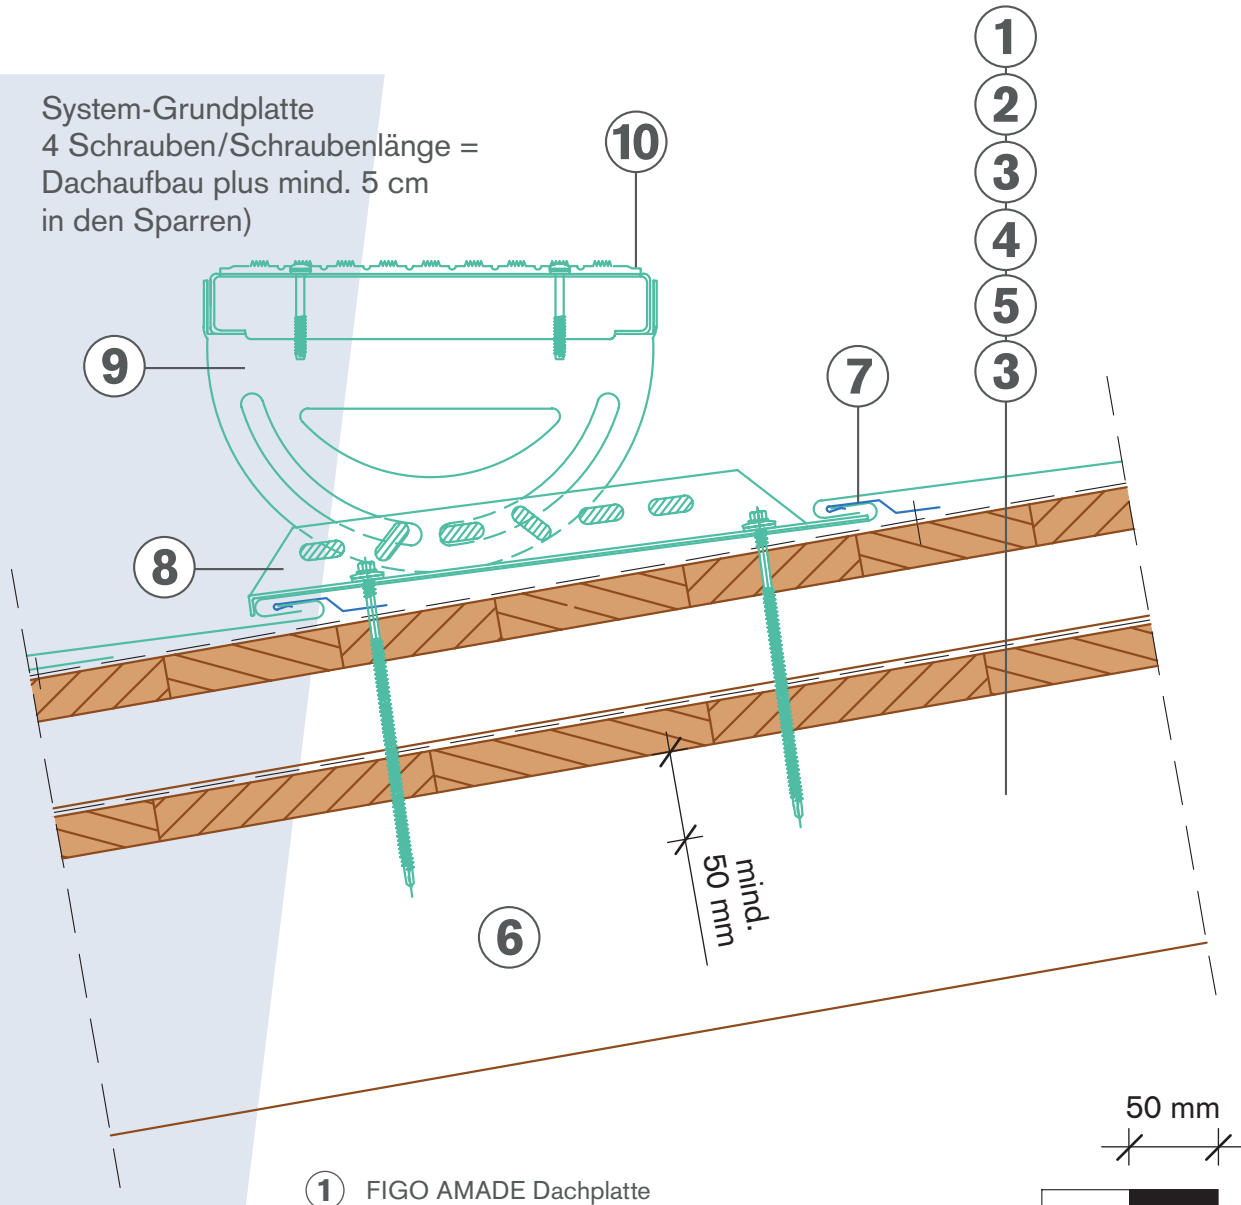 System-Grundplatte
4 Schrauben/Schraubenlänge =
Dachaufbau plus mind. 5 cm
in den Sparren)
10
1
2
3
4
5
3
9
7
8
mind.
50 mm
6
50 mm
1 FIGO AMADE Dachplatte